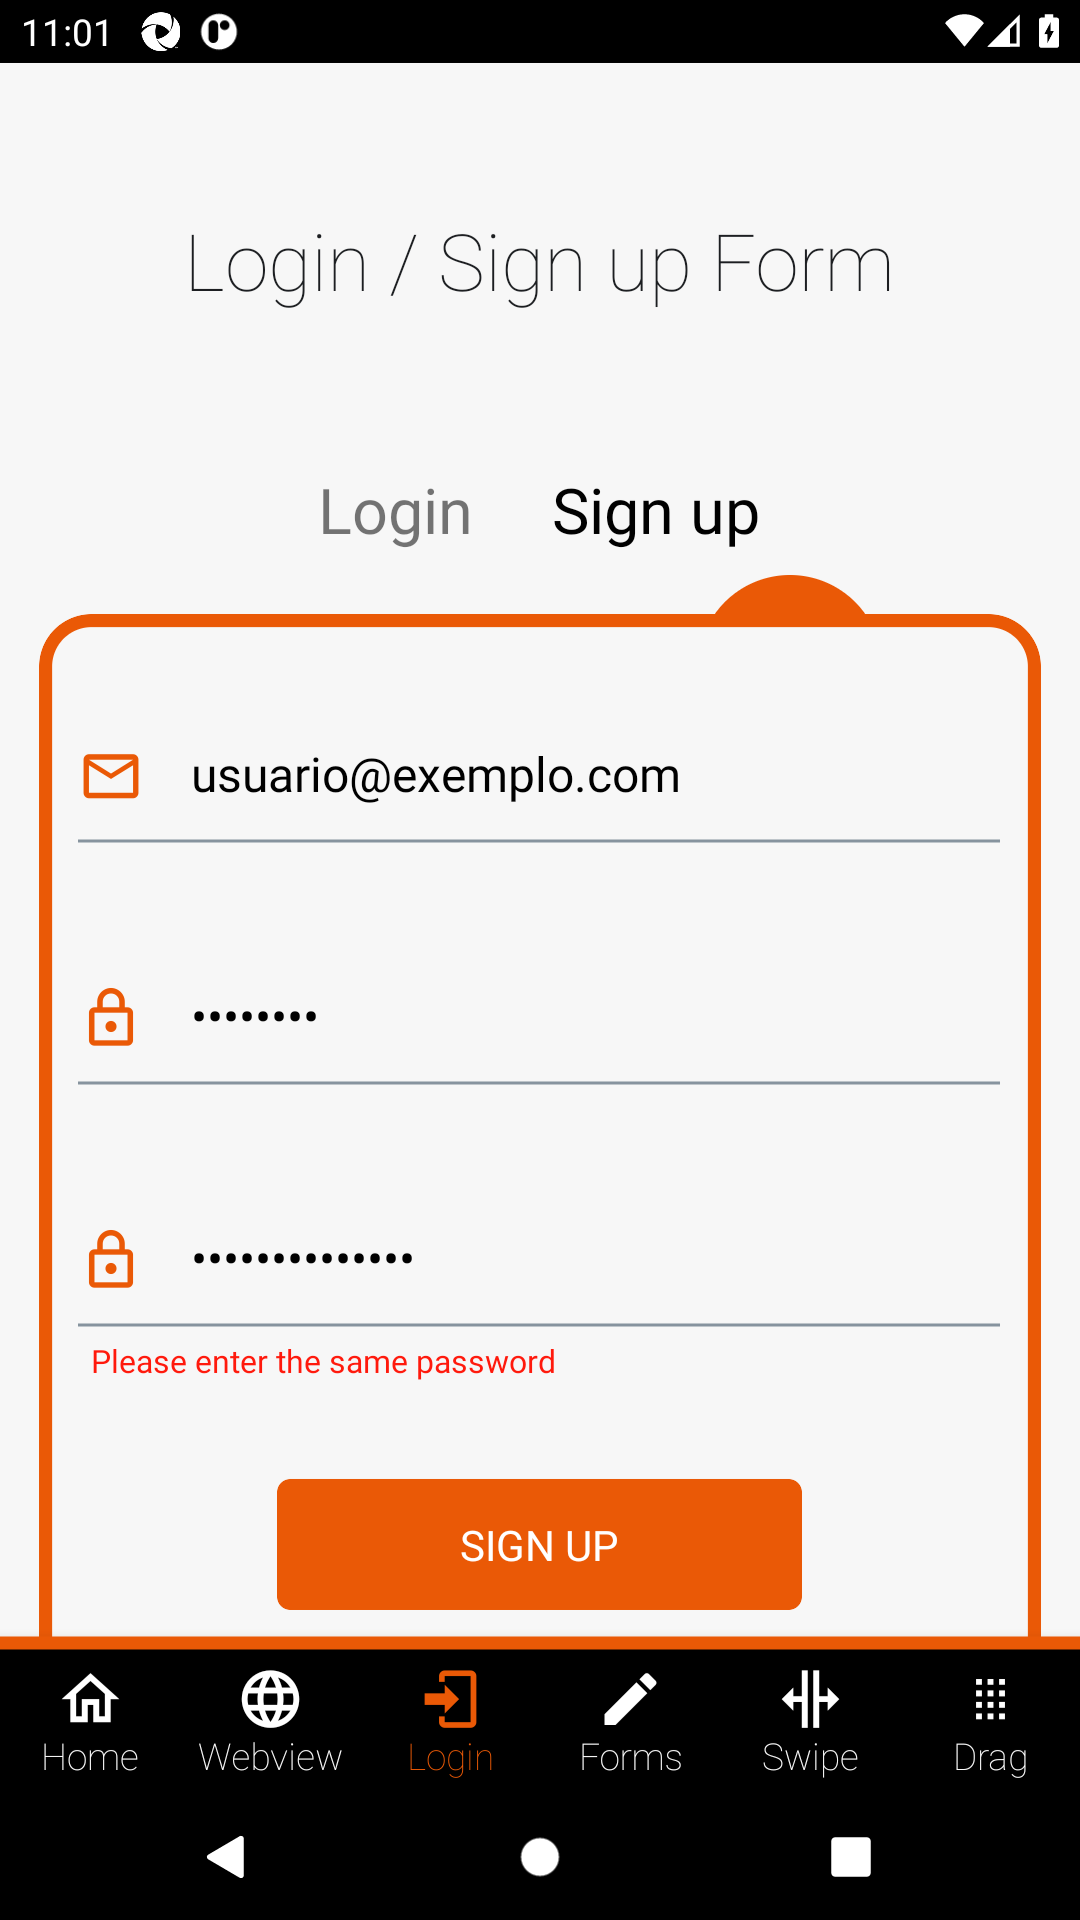 11:01
Login / Sign up Form
Login Sign up
usuario@exemplo.com
••••••••
••••••••••••••
Please enter the same password
SIGN UP
Home Webview Login Forms Swipe Drag